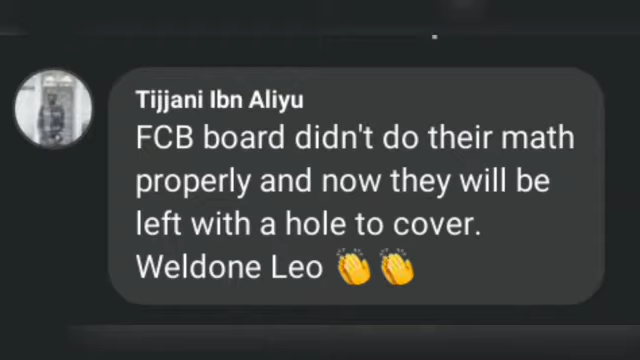 Tijjani Ibn Aliyu
FCB board didn't do their math
properly and now they will be
left with a hole to cover.
Weldone Leo 👏👏